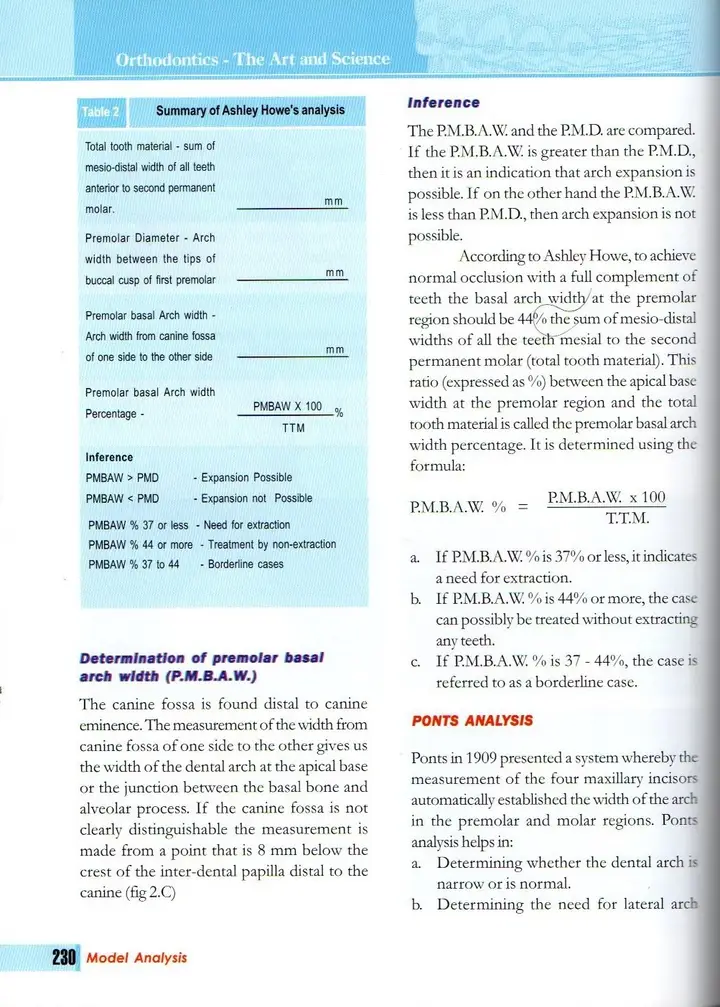 Orthodontics - The Art and Science
Table 2
Summary of Ashley Howe's analysis
Total tooth material - sum of
mesio-distal width of all teeth
anterior to second permanent
molar.
mm
Premolar Diameter - Arch
width between the tips of
buccal cusp of first premolar
mm
Premolar basal Arch width -
Arch width from canine fossa
of one side to the other side
mm
Premolar basal Arch width
Percentage -
PMBAW X 100
%
TTM
Inference
PMBAW > PMD - Expansion Possible
PMBAW < PMD - Expansion not Possible
PMBAW % 37 or less - Need for extraction
PMBAW % 44 or more - Treatment by non-extraction
PMBAW % 37 to 44 - Borderline cases
Determination of premolar basal
arch width (P.M.B.A.W.)
The canine fossa is found distal to canine
eminence. The measurement of the width from
canine fossa of one side to the other gives us
the width of the dental arch at the apical base
or the junction between the basal bone and
alveolar process. If the canine fossa is not
clearly distinguishable the measurement is
made from a point that is 8 mm below the
crest of the inter-dental papilla distal to the
canine (fig 2.C)
Inference
The P.M.B.A.W. and the P.M.D. are compared.
If the P.M.B.A.W. is greater than the P.M.D.,
then it is an indication that arch expansion is
possible. If on the other hand the P.M.B.A.W.
is less than P.M.D., then arch expansion is not
possible.
According to Ashley Howe, to achieve
normal occlusion with a full complement of
teeth the basal arch width at the premolar
region should be 44% the sum of mesio-distal
widths of all the teeth mesial to the second
permanent molar (total tooth material). This
ratio (expressed as %) between the apical base
width at the premolar region and the total
tooth material is called the premolar basal arch
width percentage. It is determined using the
formula:
P.M.B.A.W. % = P.M.B.A.W. x 100
T.T.M.
a. If P.M.B.A.W. % is 37% or less, it indicates
a need for extraction.
b. If P.M.B.A.W. % is 44% or more, the case
can possibly be treated without extracting
any teeth.
c. If P.M.B.A.W. % is 37 - 44%, the case is
referred to as a borderline case.
PONTS ANALYSIS
Ponts in 1909 presented a system whereby the
measurement of the four maxillary incisors
automatically established the width of the arch
in the premolar and molar regions. Ponts
analysis helps in:
a. Determining whether the dental arch is
narrow or is normal.
b. Determining the need for lateral arch
230 Model Analysis